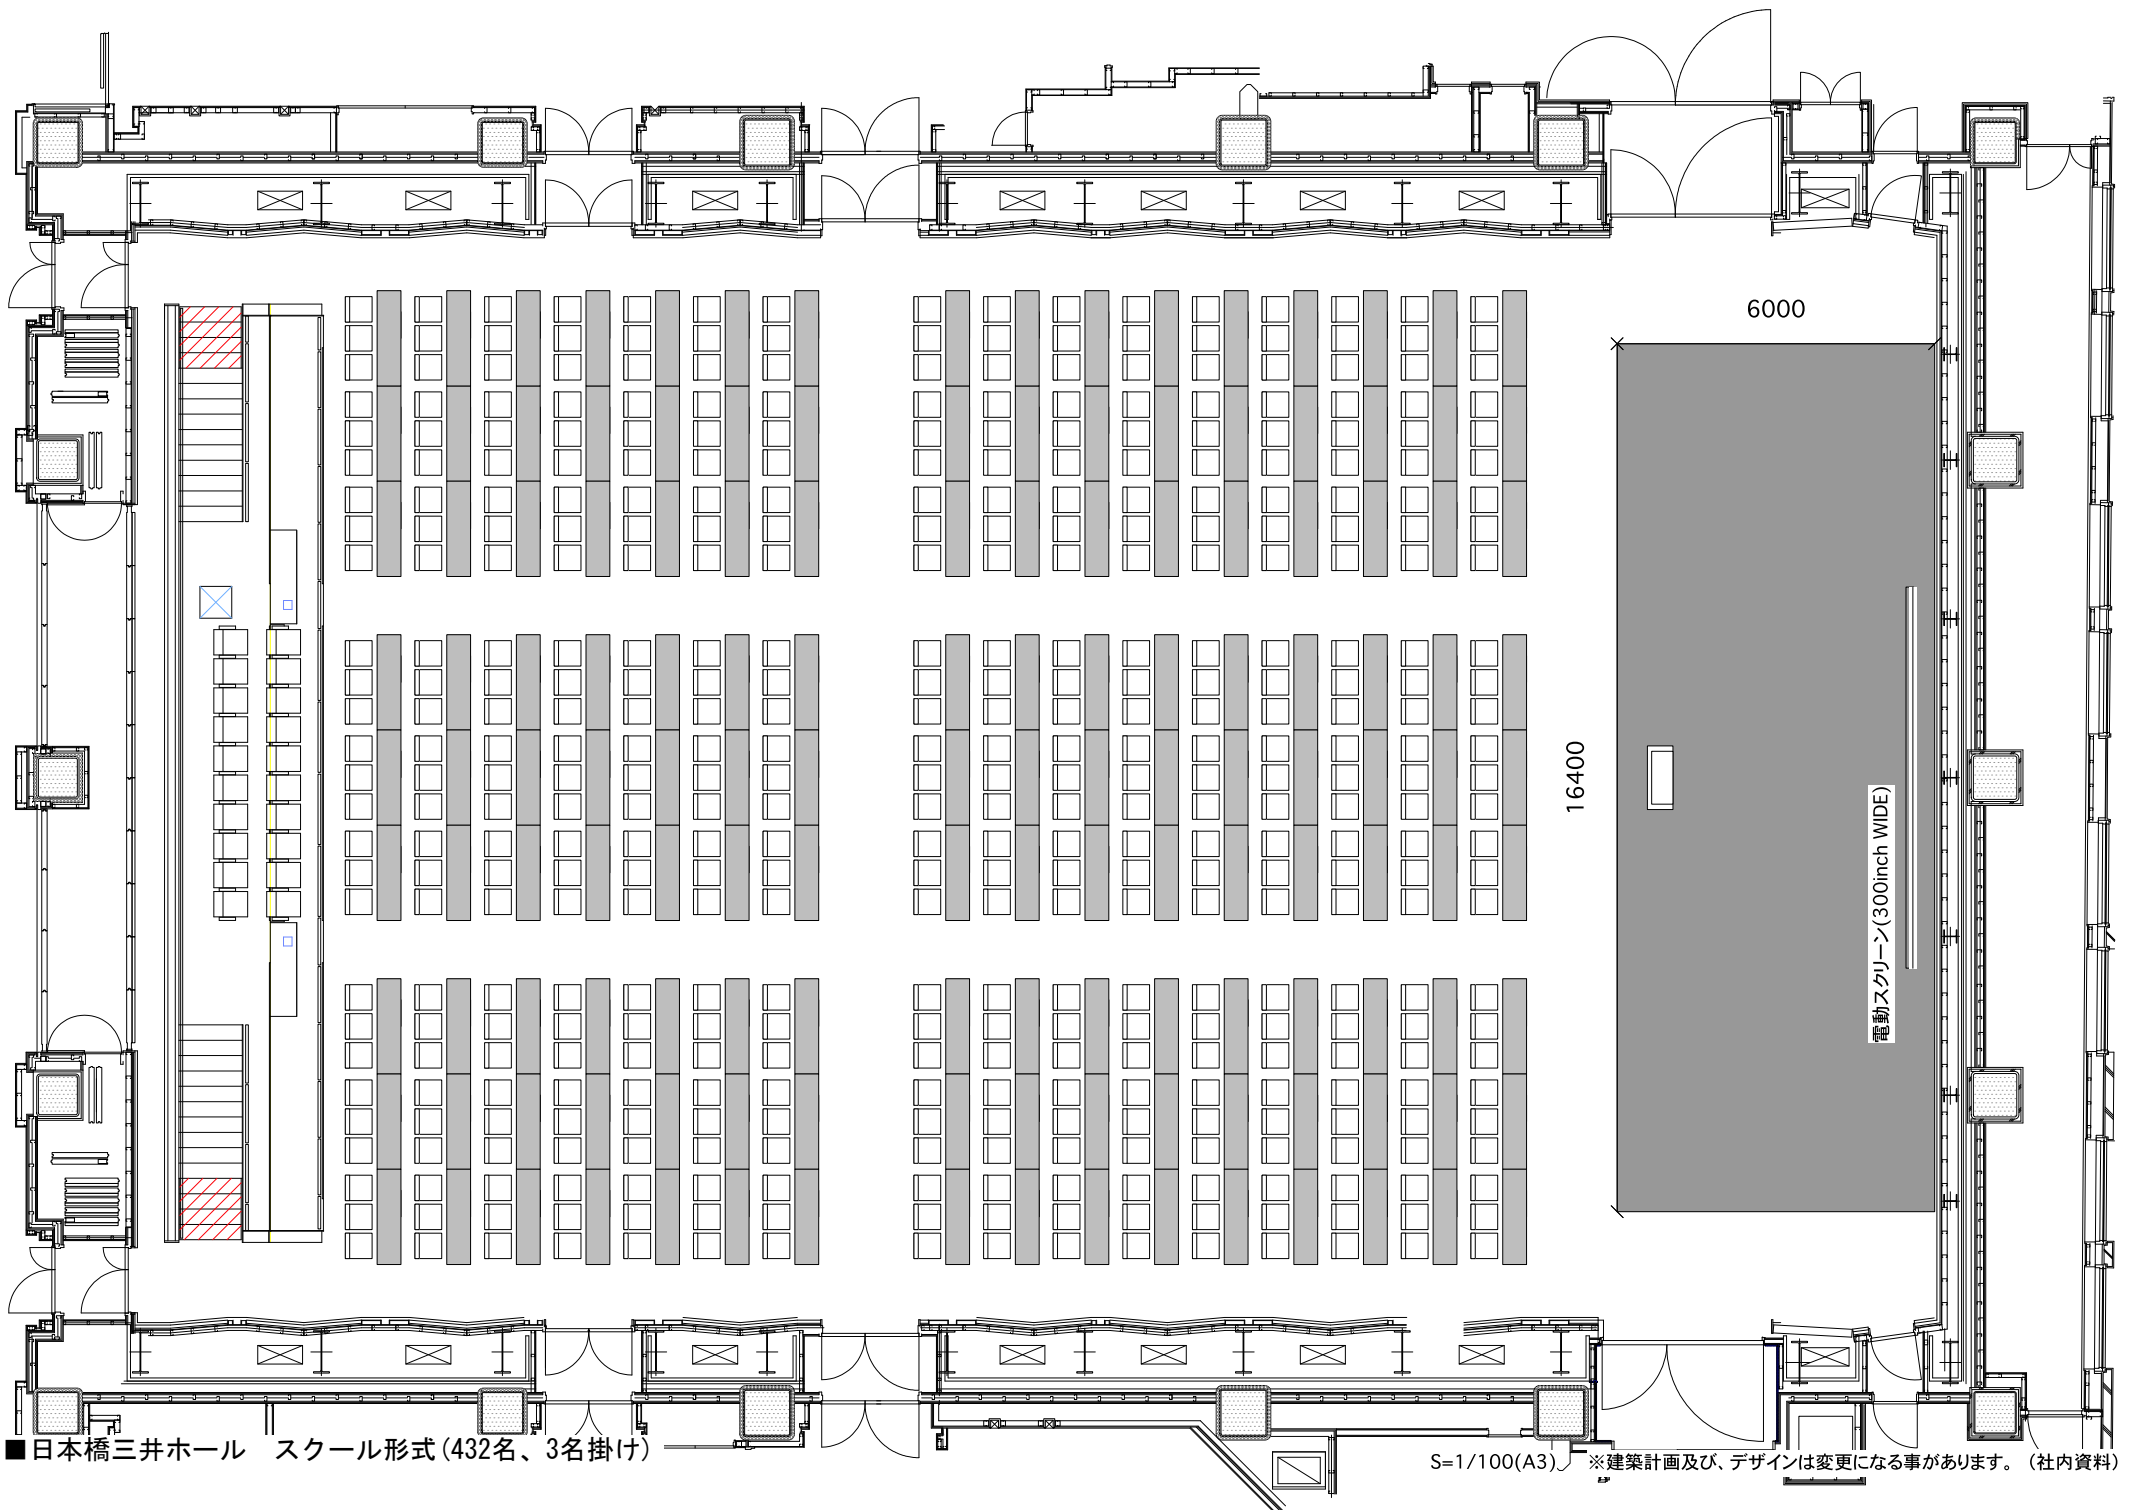 6000
16400
電動スクリーン(300inch WIDE)
■日本橋三井ホール　スクール形式(432名、3名掛け)
S=1/100(A3)　※建築計画及び、デザインは変更になる事があります。（社内資料）